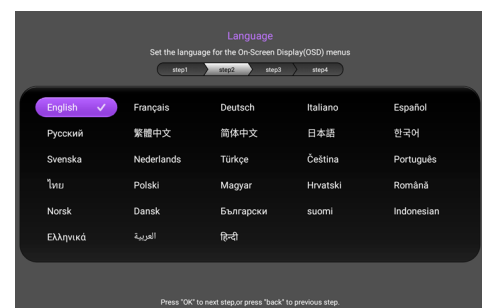 Language
Set the language for the On-Screen Display(OSD) menus
step1 step2 step3 step4
English Français Deutsch Italiano Español
Русский 繁體中文 简体中文 日本語 한국어
Svenska Nederlands Türkçe Čeština Português
ไทย Polski Magyar Hrvatski Română
Norsk Dansk Български suomi Indonesian
Ελληνικά العربية हिन्दी
Press "OK" to next step,or press "back" to previous step.